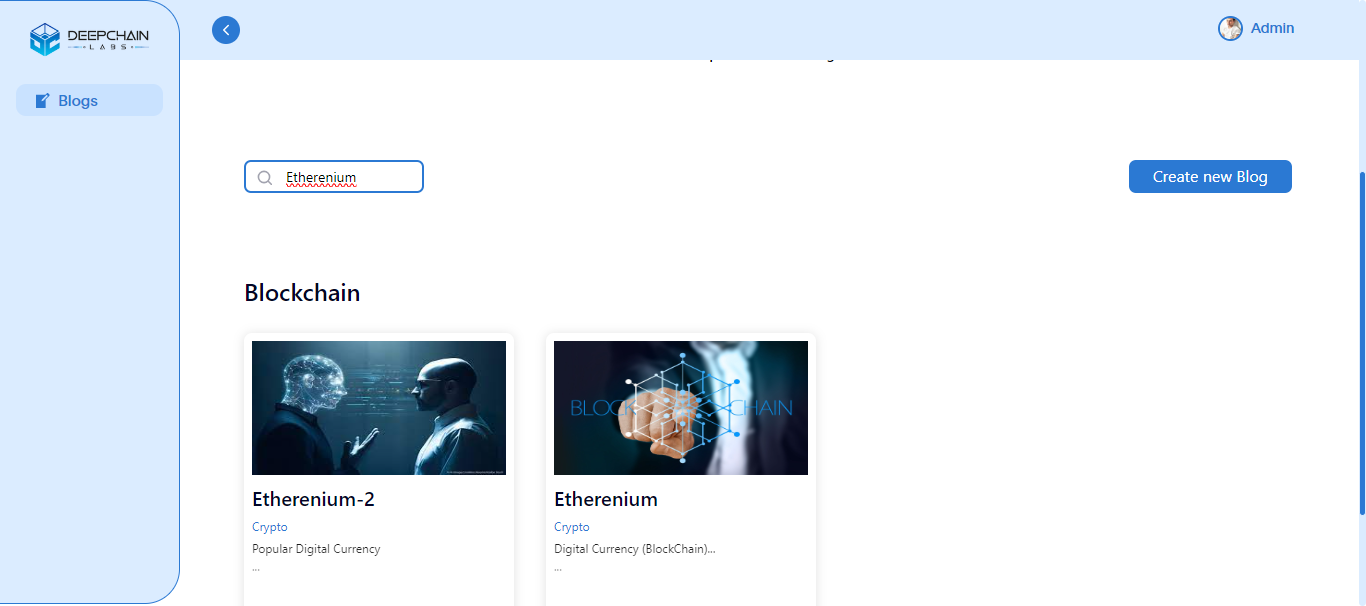 DEEPCHAIN
LABS
Admin
Blogs
Etherenium
Create new Blog
Blockchain
BLOCK CHAIN
Etherenium-2
Crypto
Popular Digital Currency
...
Etherenium
Crypto
Digital Currency (BlockChain)...
...